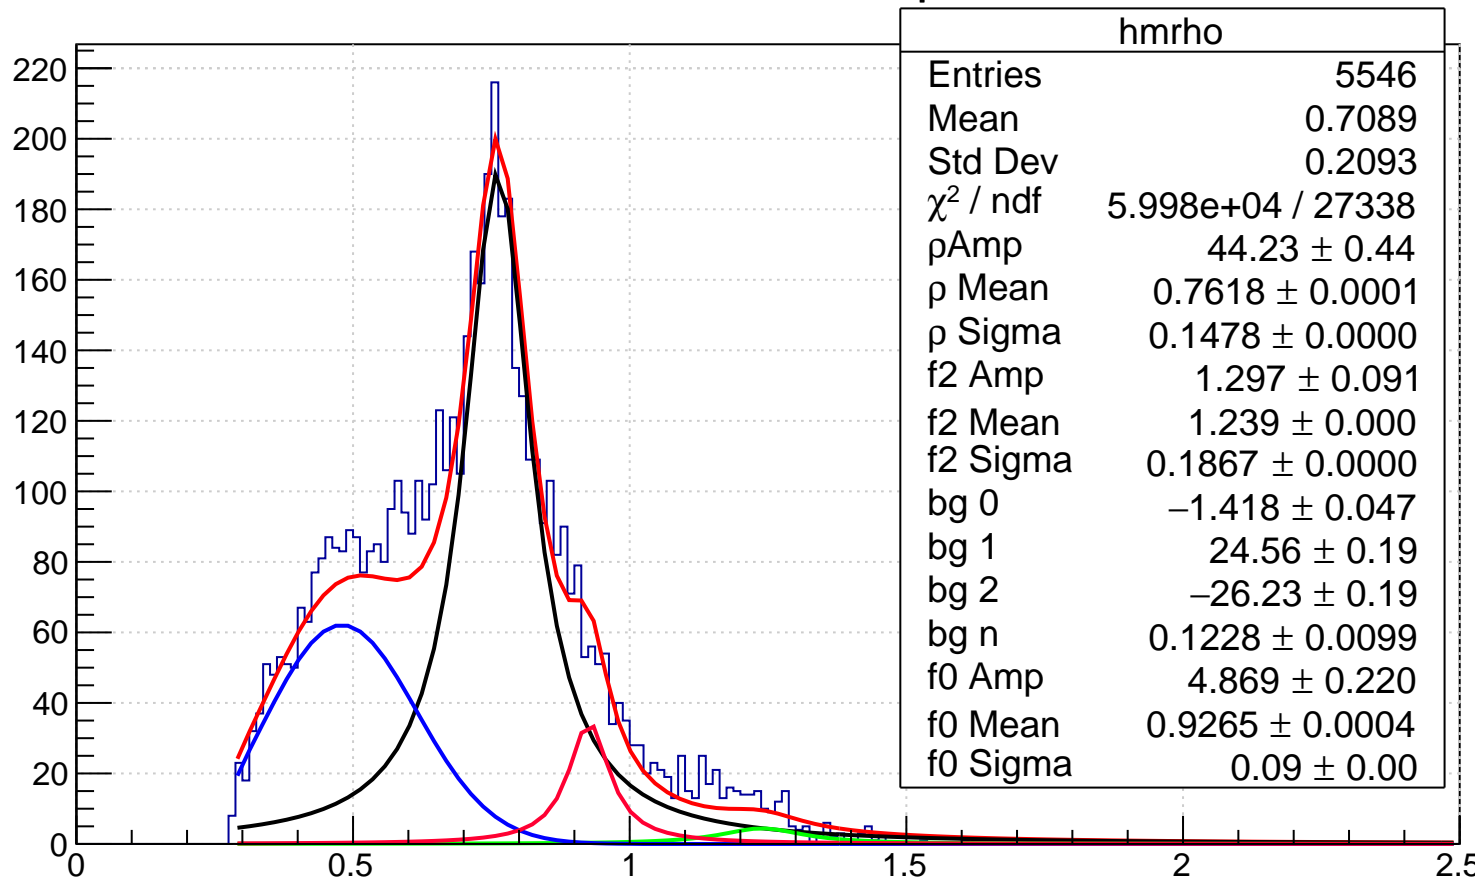 hmrho
Entries 5546
Mean 0.7089
Std Dev 0.2093
χ² / ndf 5.998e+04 / 27338
ρAmp 44.23 ± 0.44
ρ Mean 0.7618 ± 0.0001
ρ Sigma 0.1478 ± 0.0000
f2 Amp 1.297 ± 0.091
f2 Mean 1.239 ± 0.000
f2 Sigma 0.1867 ± 0.0000
bg 0 −1.418 ± 0.047
bg 1 24.56 ± 0.19
bg 2 −26.23 ± 0.19
bg n 0.1228 ± 0.0099
f0 Amp 4.869 ± 0.220
f0 Mean 0.9265 ± 0.0004
f0 Sigma 0.09 ± 0.00
220
200
180
160
140
120
100
80
60
40
20
0
0 0.5 1 1.5 2 2.5